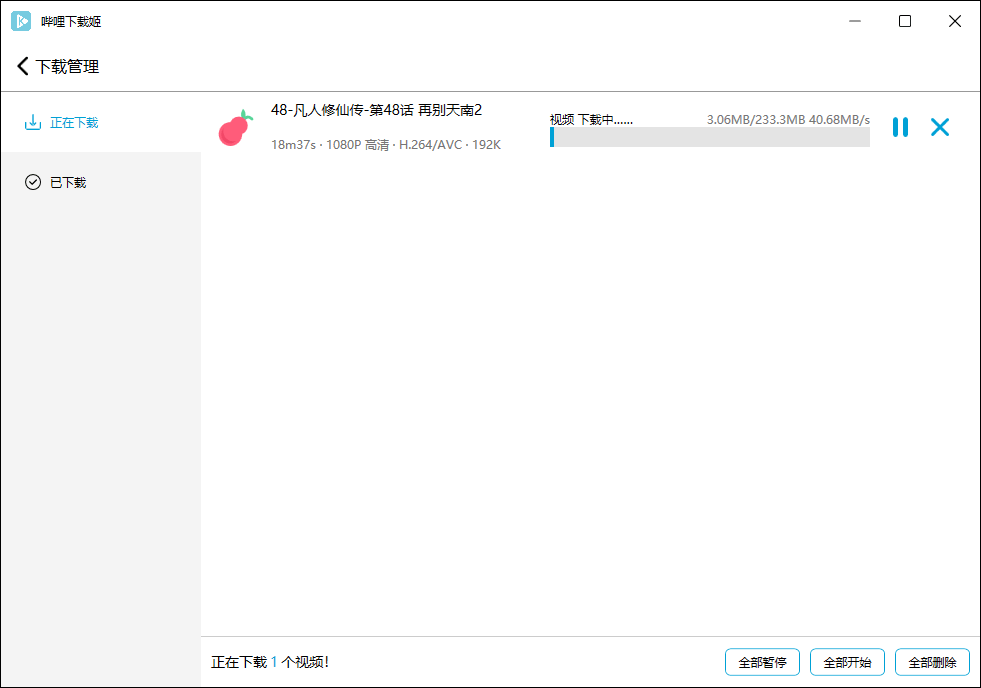 哔哩下载姬
下载管理
正在下载
已下载
48-凡人修仙传-第48话 再别天南2
18m37s · 1080P 高清 · H.264/AVC · 192K
视频 下载中...... 3.06MB/233.3MB 40.68MB/s
正在下载 1 个视频!
全部暂停 全部开始 全部删除